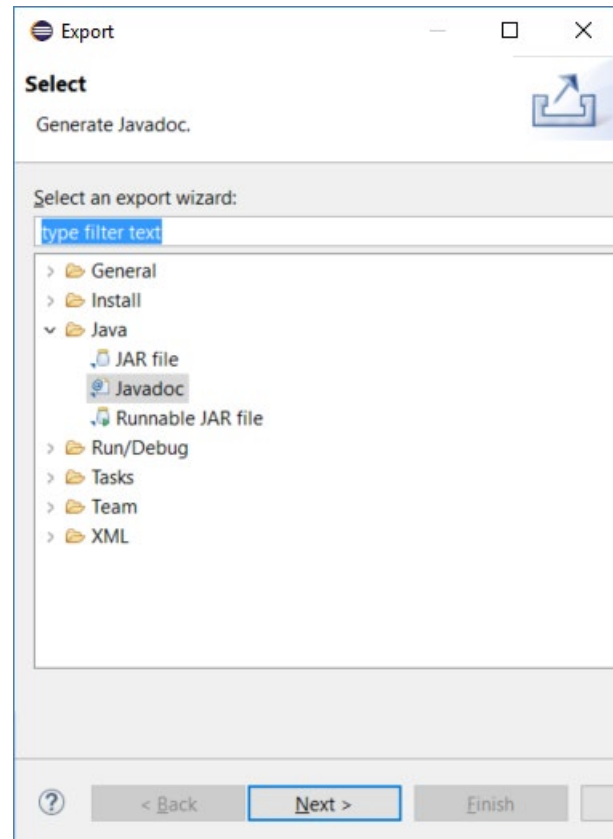 Export
Select
Generate Javadoc.
Select an export wizard:
type filter text
General
Install
Java
JAR file
Javadoc
Runnable JAR file
Run/Debug
Tasks
Team
XML
< Back Next > Finish